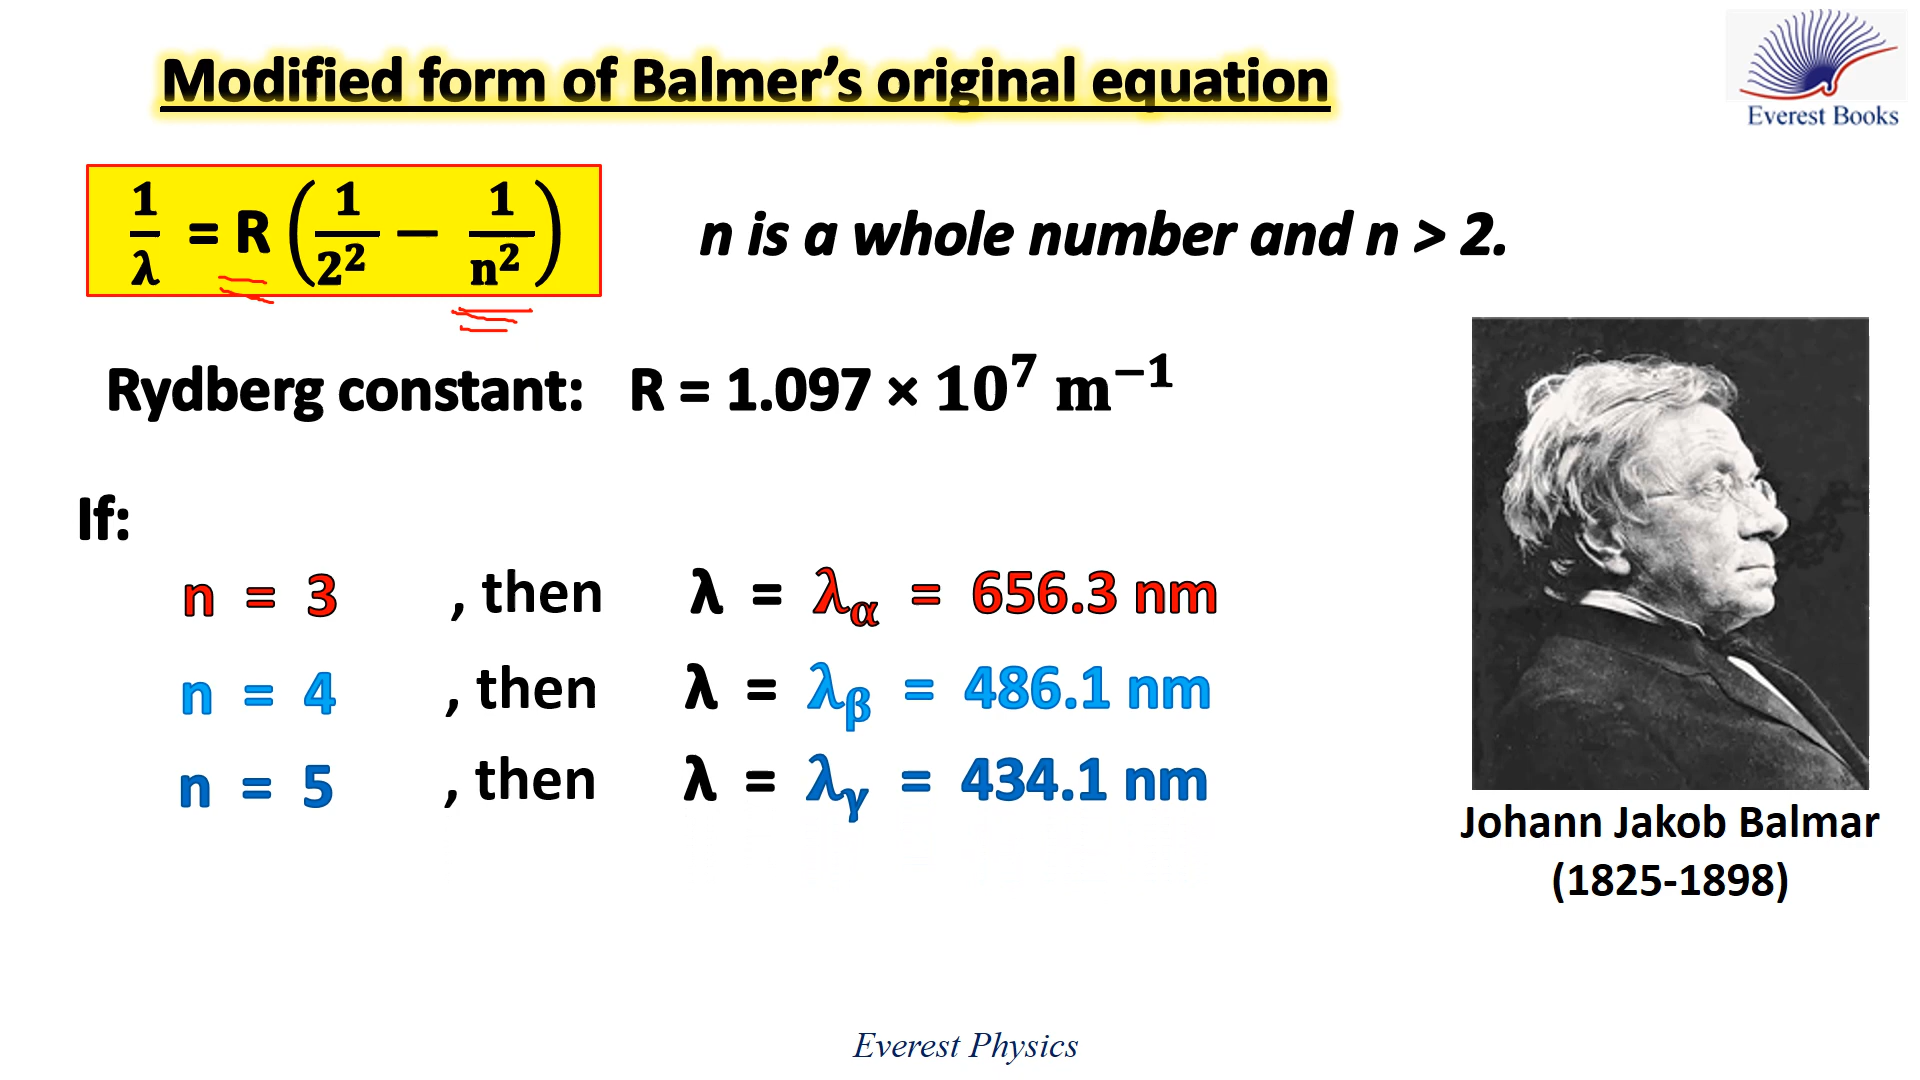 Modified form of Balmer’s original equation
Everest Books
1/λ = R (1/2² − 1/n²)
n is a whole number and n > 2.
Rydberg constant: R = 1.097 × 10⁷ m⁻¹
If:
n = 3 , then λ = λα = 656.3 nm
n = 4 , then λ = λβ = 486.1 nm
n = 5 , then λ = λγ = 434.1 nm
Johann Jakob Balmar
(1825-1898)
Everest Physics